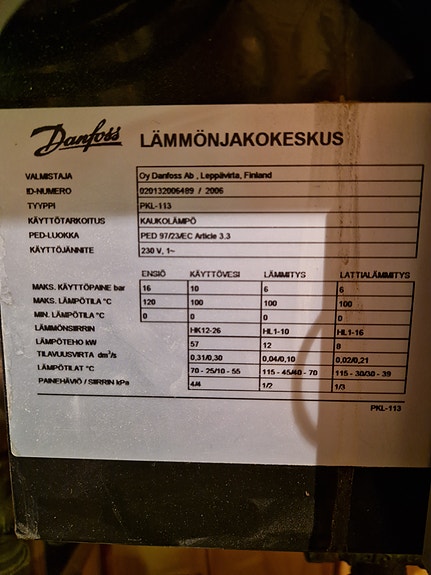 Danfoss LÄMMÖNJAKOKESKUS
VALMISTAJA Oy Danfoss Ab , Leppävirta, Finland
ID-NUMERO 020132006489 / 2006
TYYPPI PKL-113
KÄYTTÖTARKOITUS KAUKOLÄMPÖ
PED-LUOKKA PED 97/23/EC Article 3.3
KÄYTTÖJÄNNITE 230 V, 1~
ENSIÖ KÄYTTÖVESI LÄMMITYS LATTIALÄMMITYS
MAKS. KÄYTTÖPAINE bar 16 10 6 6
MAKS. LÄMPÖTILA °C 120 100 100 100
MIN. LÄMPÖTILA °C 0 0 0 0
LÄMMÖNSIIRRIN HK12-26 HL1-10 HL1-16
LÄMPÖTEHO kW 57 12 8
TILAVUUSVIRTA dm³/s 0,31/0,30 0,04/0,10 0,02/0,21
LÄMPÖTILAT °C 70 - 25/10 - 55 115 - 45/40 - 70 115 - 30/30 - 39
PAINEHÄVIÖ / SIIRRIN kPa 4/4 1/2 1/3
PKL-113